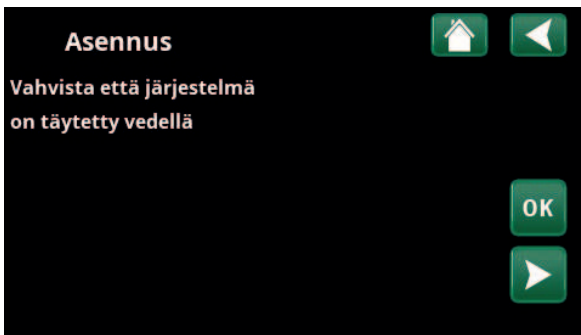 Asennus
Vahvista että järjestelmä
on täytetty vedellä
OK